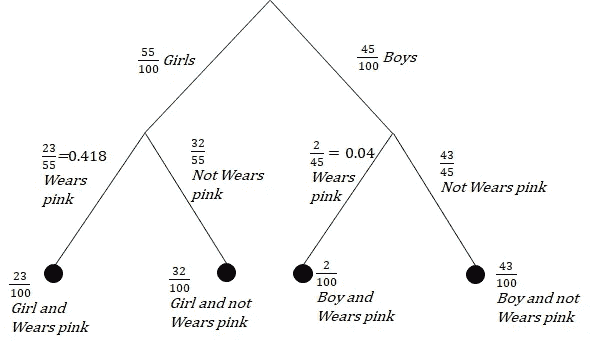 55/100 Girls
45/100 Boys
23/55=0.418
Wears
pink
32/55
Not Wears
pink
2/45 = 0.04
Wears
pink
43/45
Not Wears pink
23/100
Girl and
Wears pink
32/100
Girl and not
Wears pink
2/100
Boy and
Wears pink
43/100
Boy and not
Wears pink